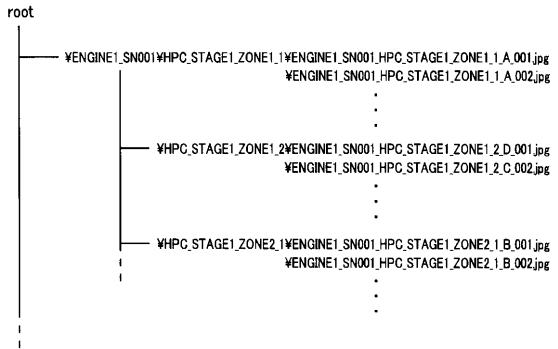 root
¥ENGINE1_SN001¥HPC_STAGE1_ZONE1_1¥ENGINE1_SN001_HPC_STAGE1_ZONE1_1_A_001.jpg
¥ENGINE1_SN001_HPC_STAGE1_ZONE1_1_A_002.jpg
¥HPC_STAGE1_ZONE1_2¥ENGINE1_SN001_HPC_STAGE1_ZONE1_2_D_001.jpg
¥ENGINE1_SN001_HPC_STAGE1_ZONE1_2_C_002.jpg
¥HPC_STAGE1_ZONE2_1¥ENGINE1_SN001_HPC_STAGE1_ZONE2_1_B_001.jpg
¥ENGINE1_SN001_HPC_STAGE1_ZONE2_1_B_002.jpg